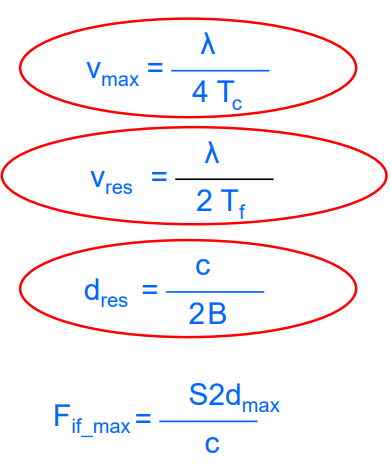 v_max = λ / 4 T_c
v_res = λ / 2 T_f
d_res = c / 2B
F_if_max = S2d_max / c